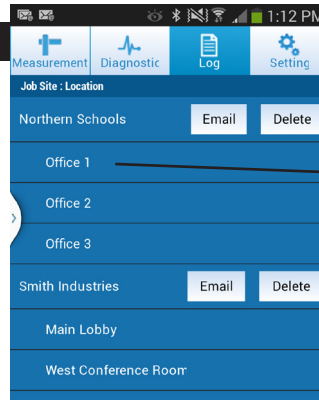 1:12 PM
Measurement Diagnostic Log Setting
Job Site : Location
Northern Schools Email Delete
Office 1
Office 2
Office 3
Smith Industries Email Delete
Main Lobby
West Conference Room